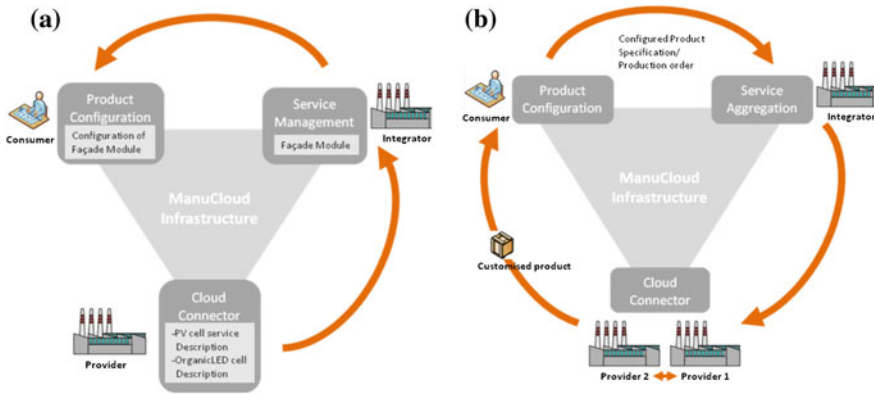 (a)
Product
Configuration
Configuration of
Façade Module
Consumer
Service
Management
Façade Module
Integrator
ManuCloud
Infrastructure
Cloud
Connector
-PV cell service
Description
-OrganicLED cell
Description
Provider
(b)
Configured Product
Specification/
Production order
Consumer
Product
Configuration
Service
Aggregation
Integrator
ManuCloud
Infrastructure
Customised product
Cloud
Connector
Provider 2
Provider 1